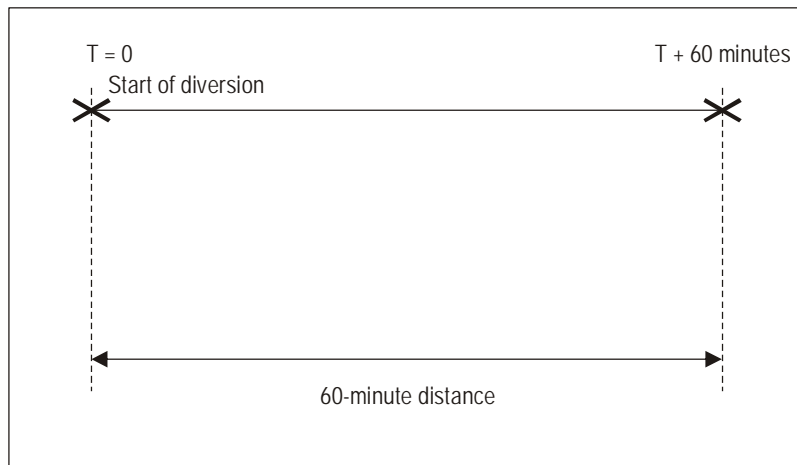 T = 0
T + 60 minutes
Start of diversion
60-minute distance